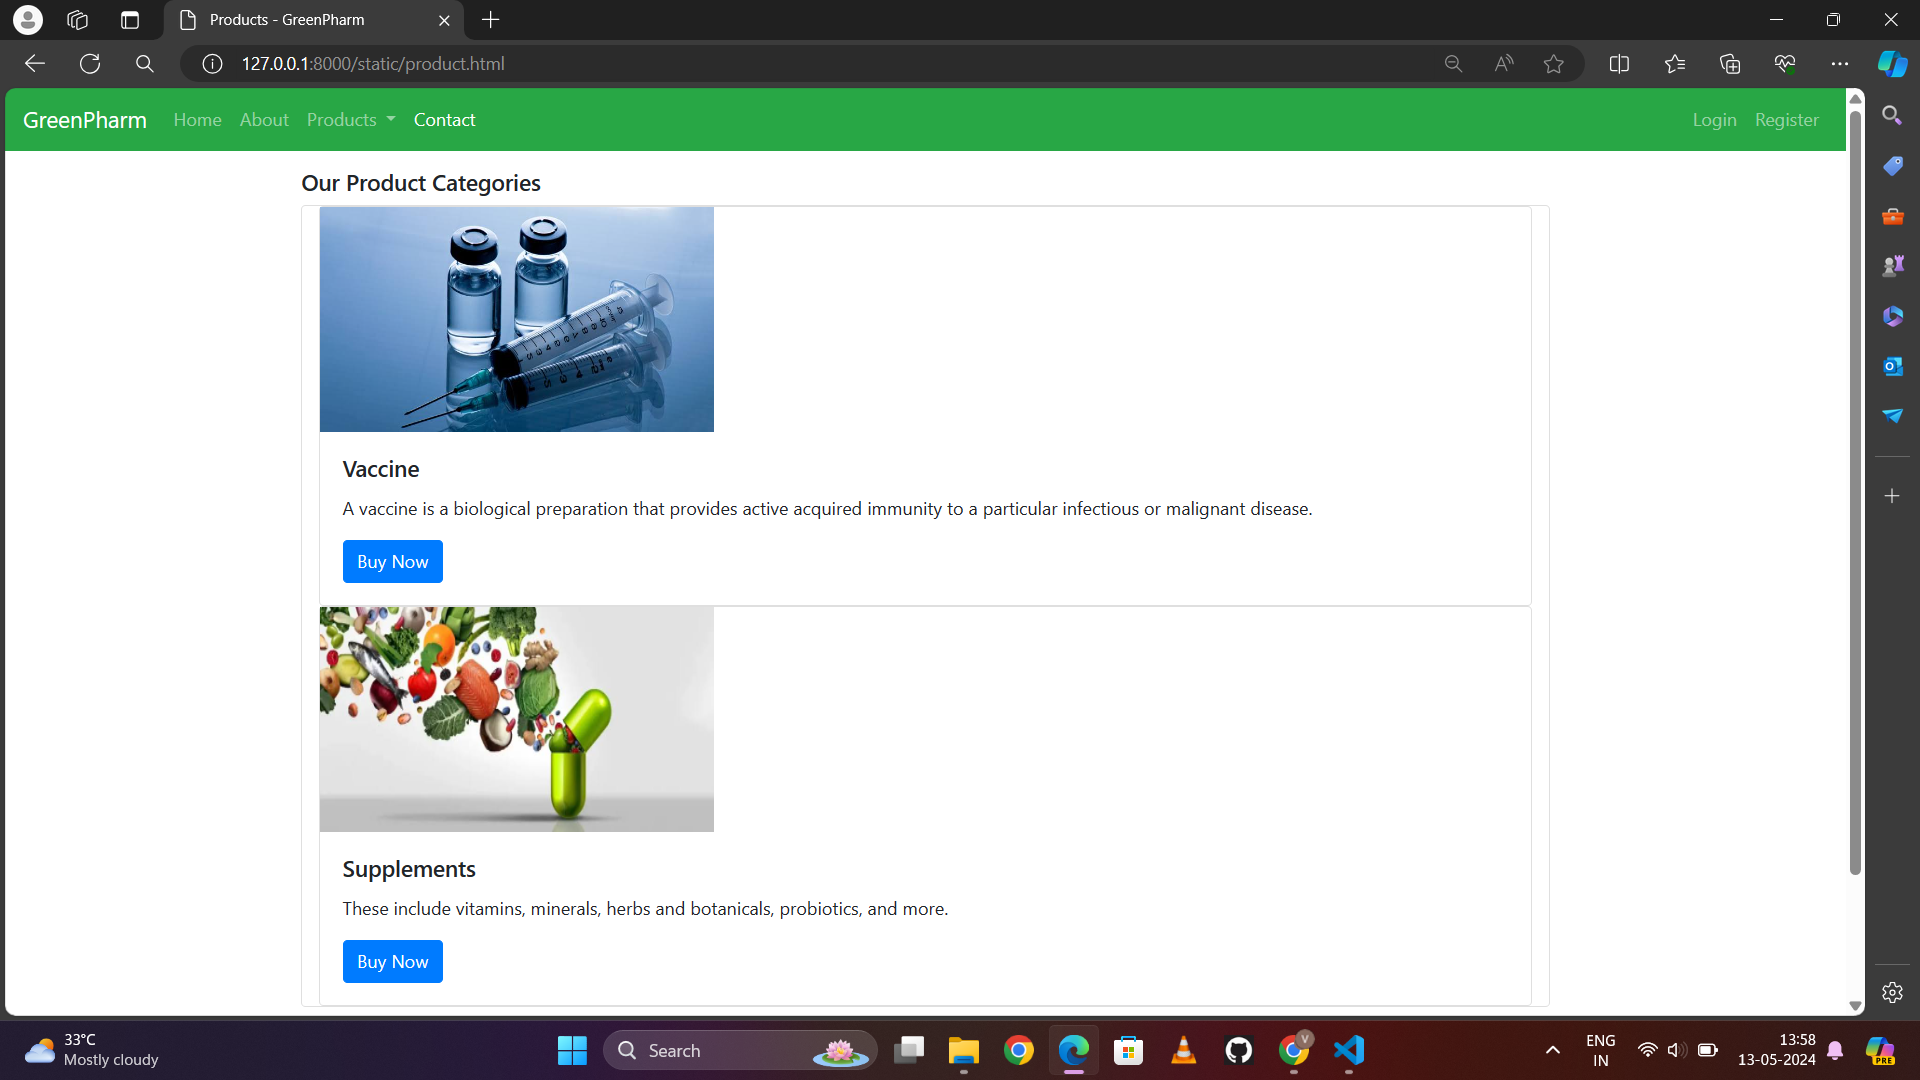 Products - GreenPharm
127.0.0.1:8000/static/product.html
GreenPharm Home About Products Contact Login Register
Our Product Categories
Vaccine
A vaccine is a biological preparation that provides active acquired immunity to a particular infectious or malignant disease.
Buy Now
Supplements
These include vitamins, minerals, herbs and botanicals, probiotics, and more.
Buy Now
33°C
Mostly cloudy
Search
V
ENG
IN
13:58
13-05-2024
PRE